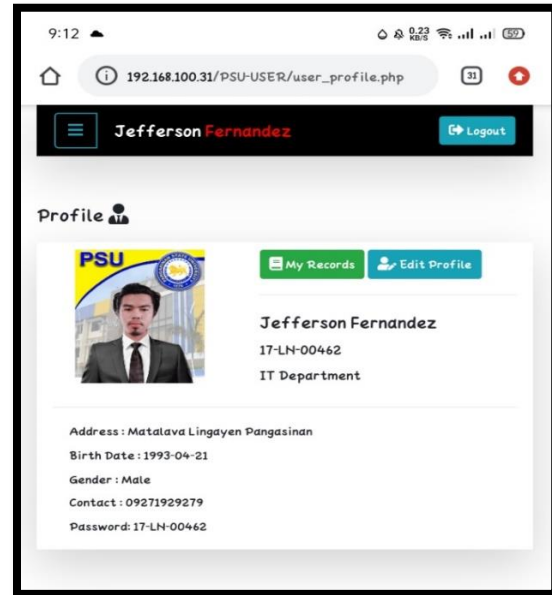 9:12
0.23 KB/S
59
192.168.100.31/PSU-USER/user_profile.php
31
Jefferson Fernandez
Logout
Profile
PSU
My Records
Edit Profile
Jefferson Fernandez
17-LN-00462
IT Department
Address : Matalava Lingayen Pangasinan
Birth Date : 1993-04-21
Gender : Male
Contact : 09271929279
Password: 17-LN-00462